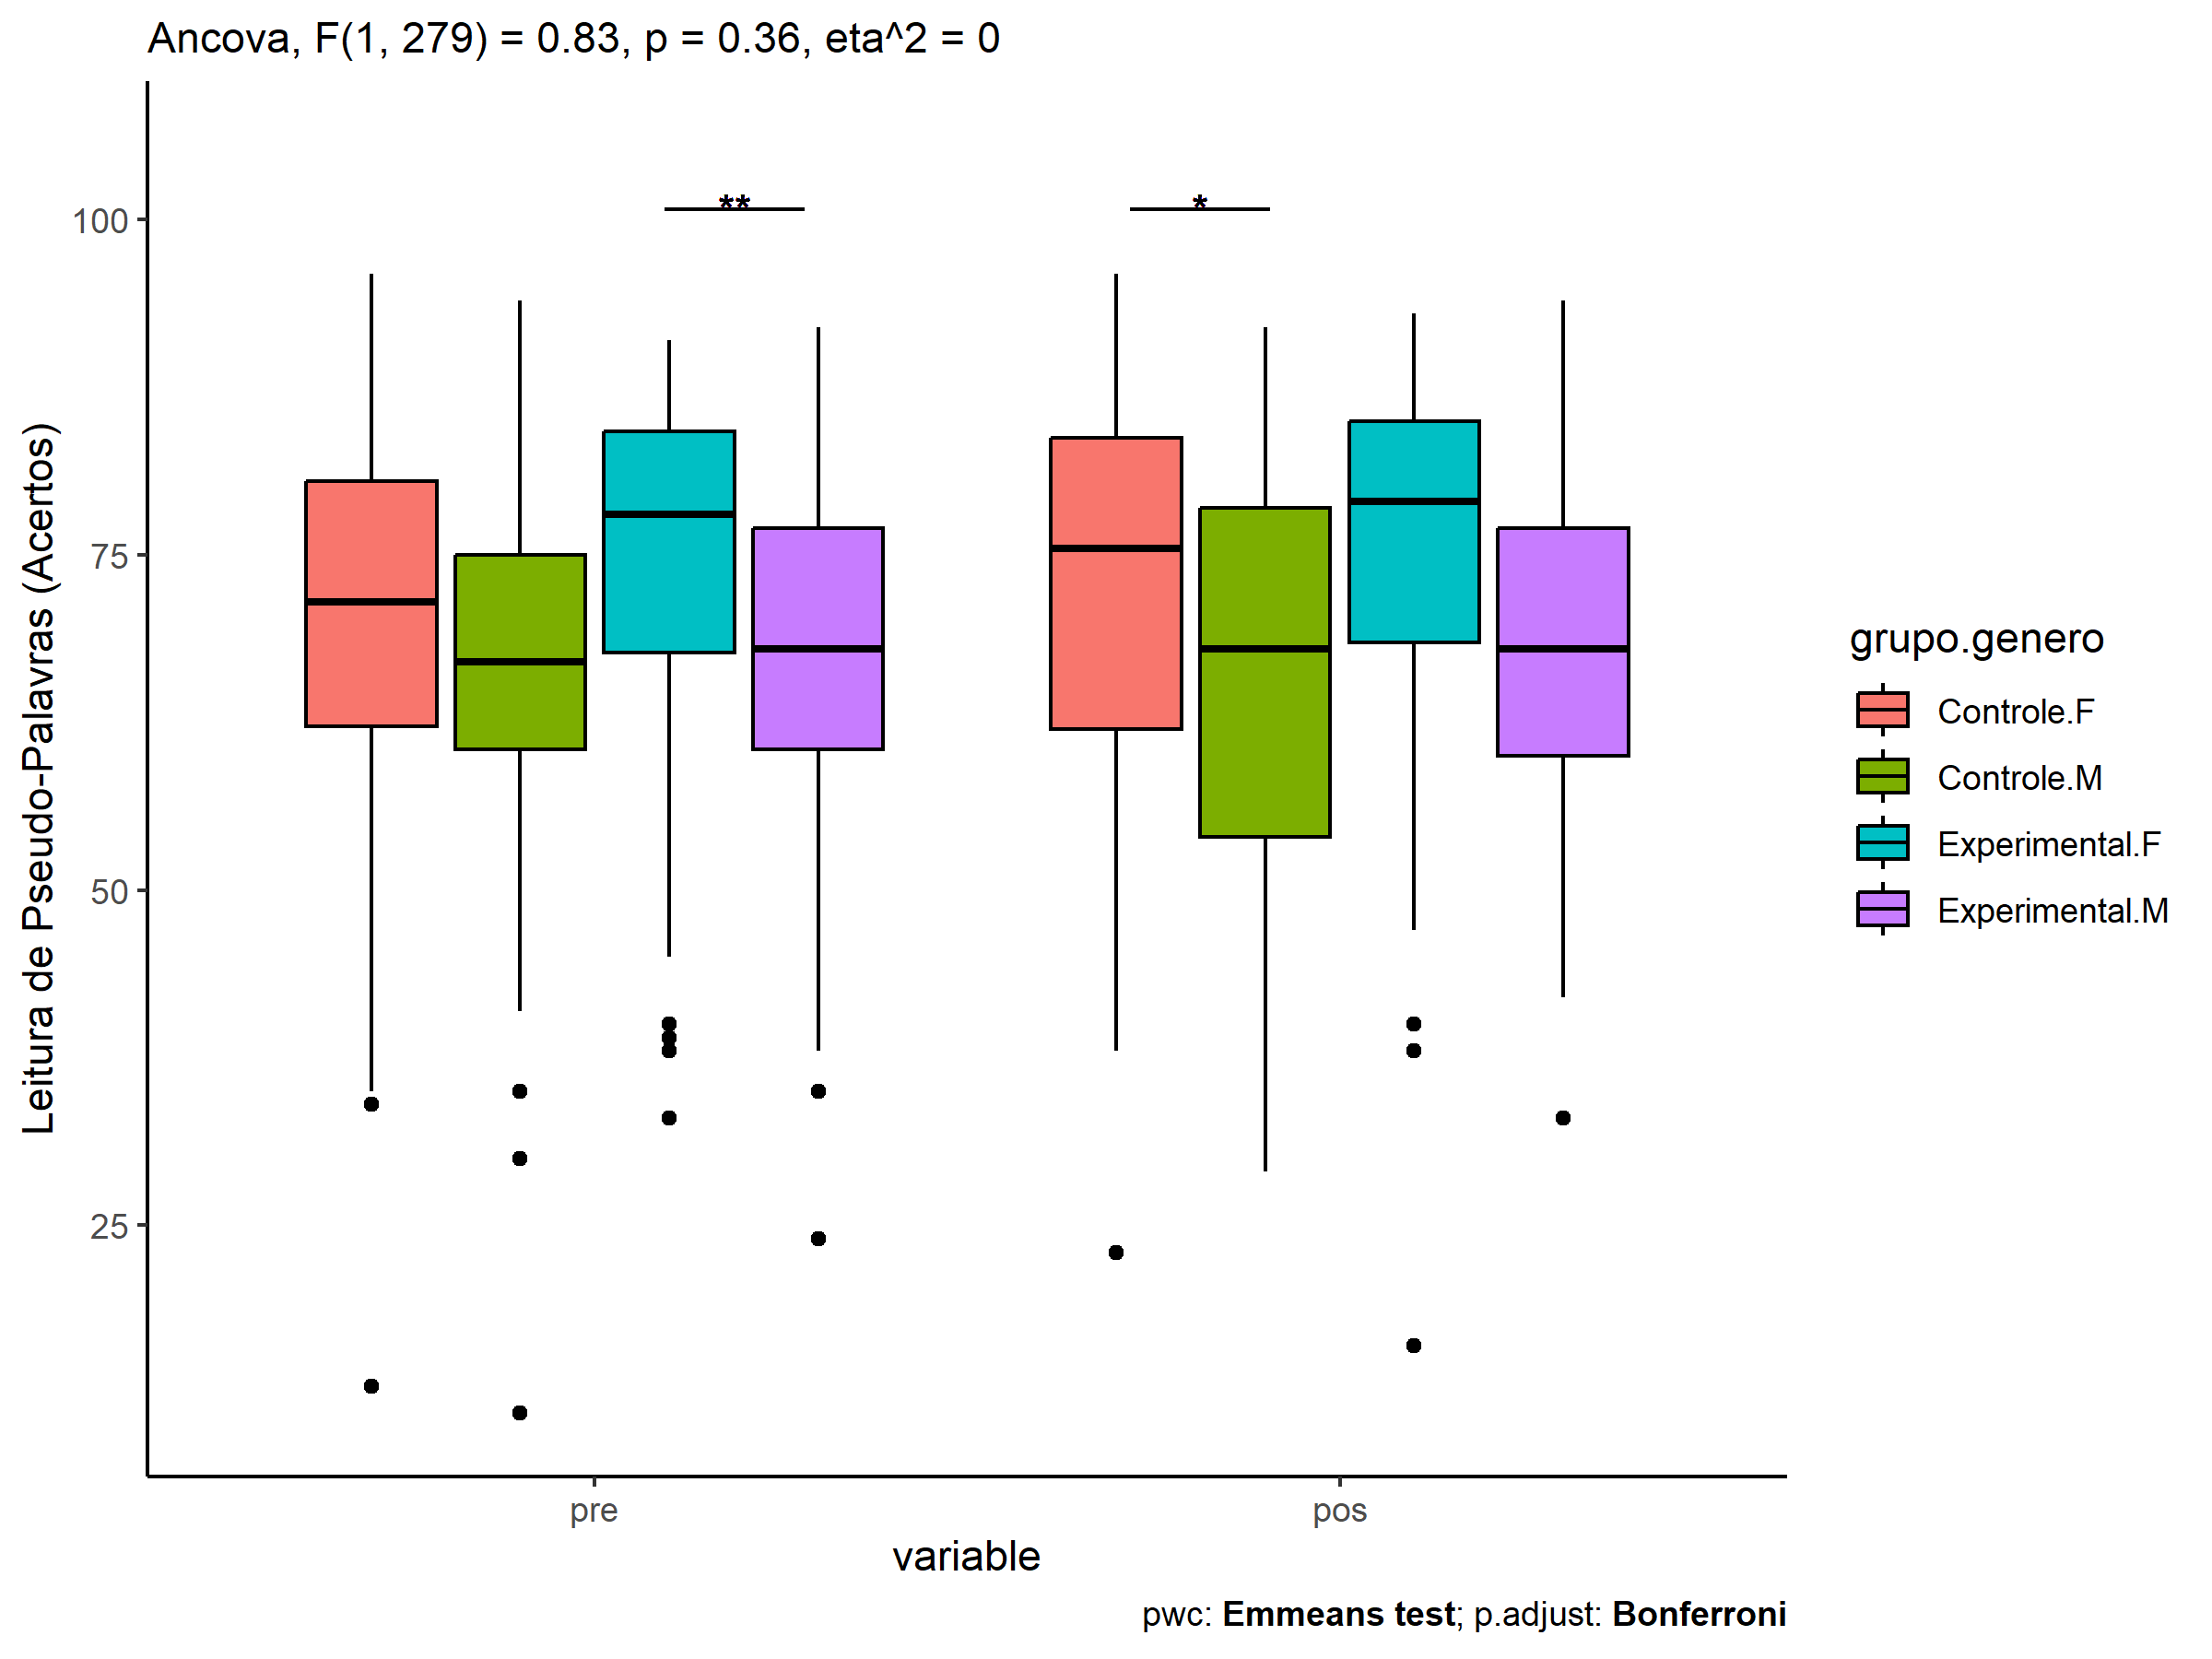 Ancova, F(1, 279) = 0.83, p = 0.36, eta^2 = 0
Leitura de Pseudo-Palavras (Acertos)
100
75
50
25
**
*
pre
pos
variable
grupo.genero
Controle.F
Controle.M
Experimental.F
Experimental.M
pwc: Emmeans test; p.adjust: Bonferroni